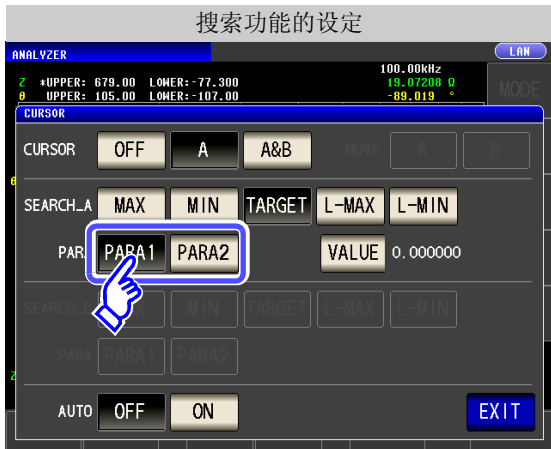 搜索功能的设定
ANALYZER LAN
100.00kHz
Z *UPPER: 679.00 LOWER:-77.300 19.07208 Ω
θ UPPER: 105.00 LOWER:-107.00 -89.019 °
MODE
CURSOR
CURSOR OFF A A&B MOVE A B
θ
SEARCH_A MAX MIN TARGET L-MAX L-MIN
PARA PARA1 PARA2 VALUE 0.000000
SEARCH_B MAX MIN TARGET L-MAX L-MIN
PARA PARA1 PARA2
Z
AUTO OFF ON EXIT